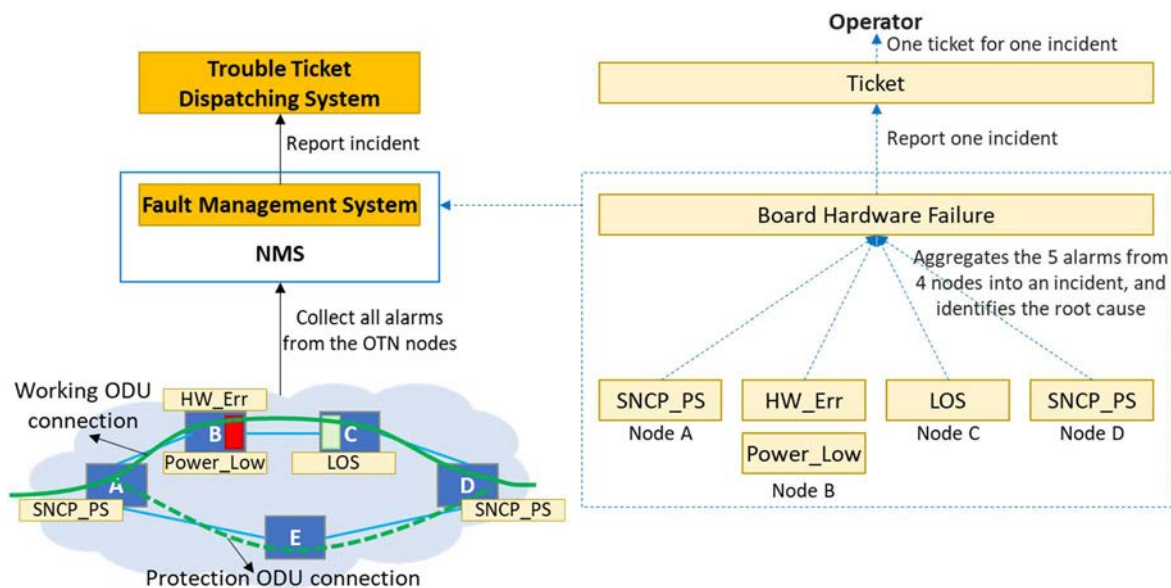 Trouble Ticket
Dispatching System
Report incident
Fault Management System
NMS
Collect all alarms
from the OTN nodes
Working ODU
connection
HW_Err
B
C
Power_Low
LOS
A
D
SNCP_PS
SNCP_PS
E
Protection ODU connection
Operator
One ticket for one incident
Ticket
Report one incident
Board Hardware Failure
Aggregates the 5 alarms from
4 nodes into an incident, and
identifies the root cause
SNCP_PS
HW_Err
LOS
SNCP_PS
Node A
Node C
Node D
Power_Low
Node B